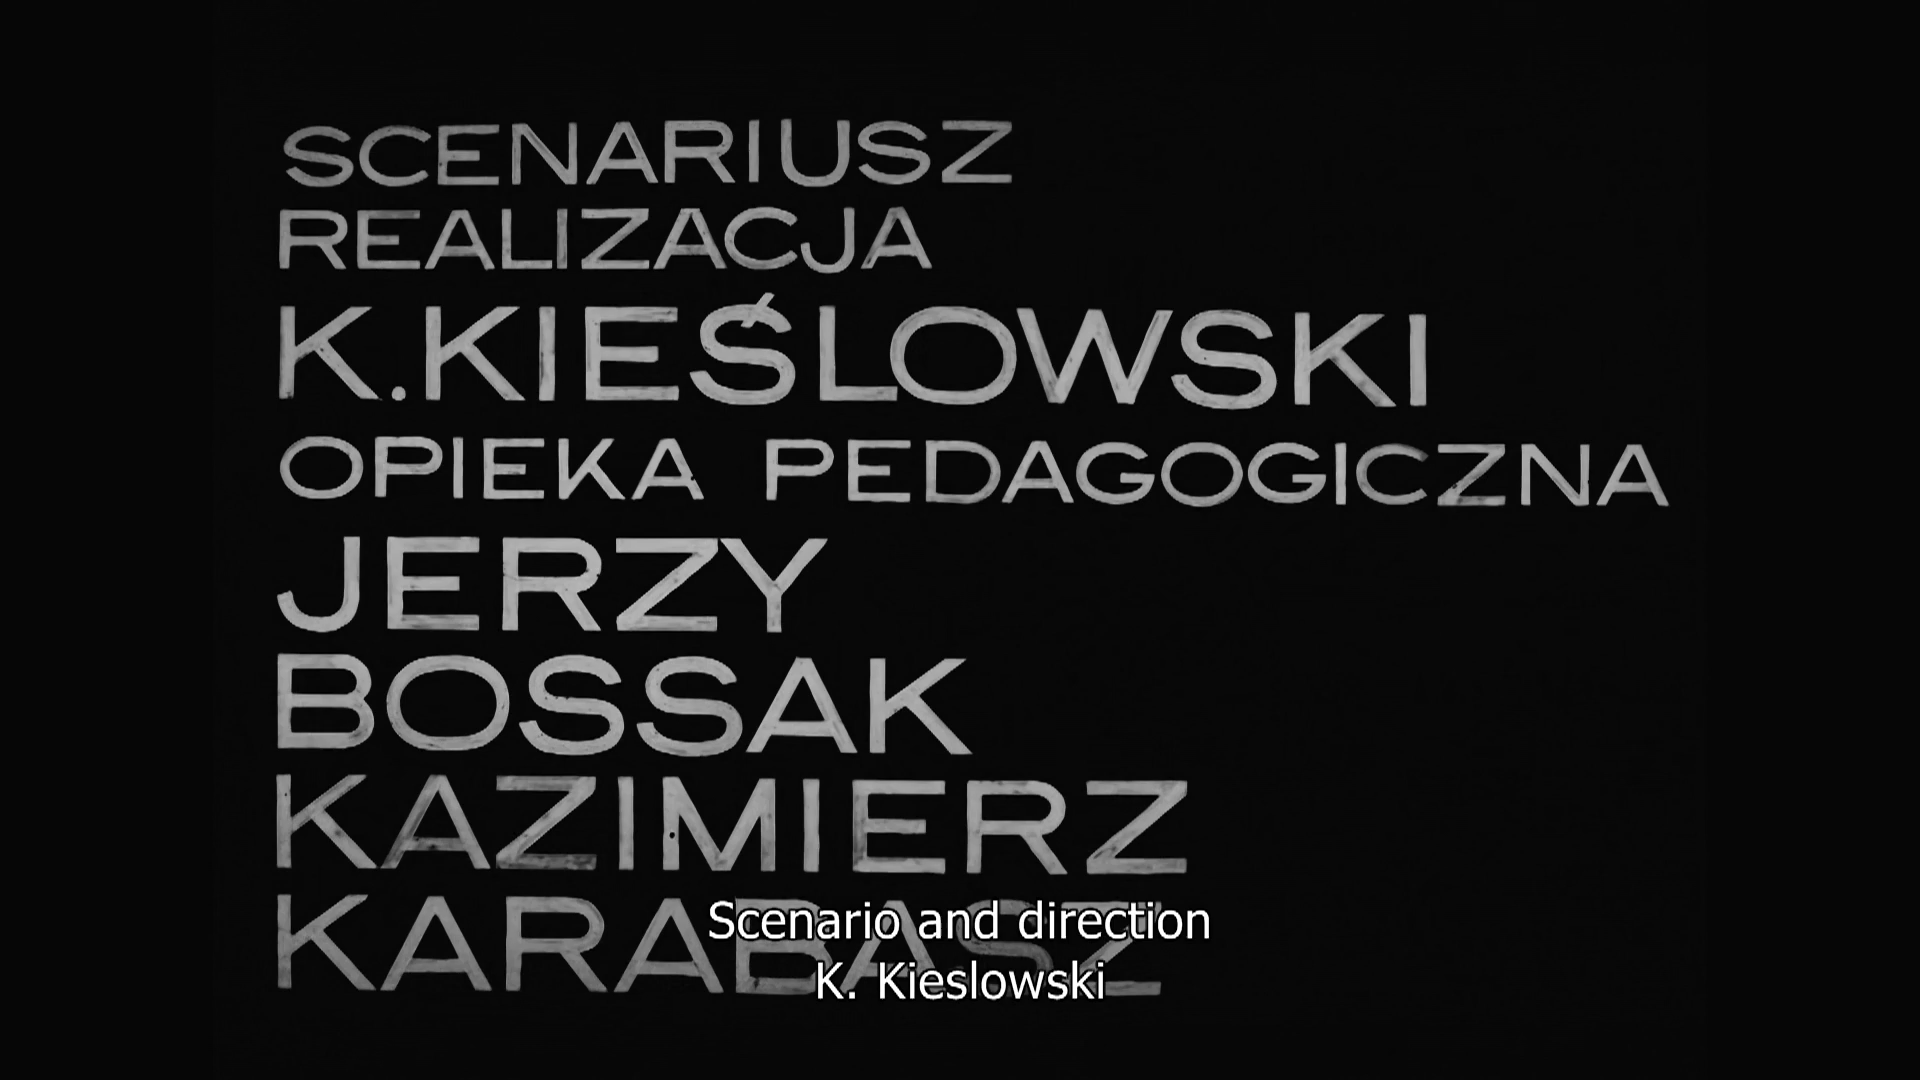 SCENARIUSZ
REALIZACJA
K.KIEŚLOWSKI
OPIEKA PEDAGOGICZNA
JERZY
BOSSAK
KAZIMIERZ
KARABASZ
Scenario and direction
K. Kieslowski